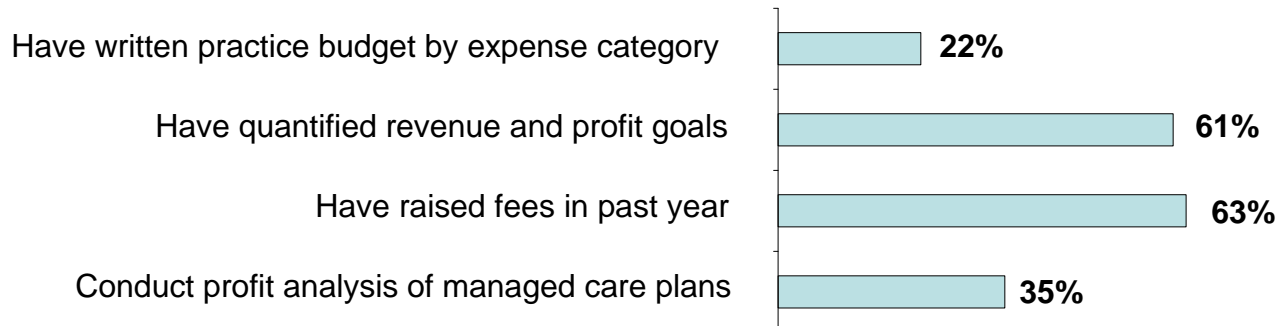 Have written practice budget by expense category 22%
Have quantified revenue and profit goals 61%
Have raised fees in past year 63%
Conduct profit analysis of managed care plans 35%